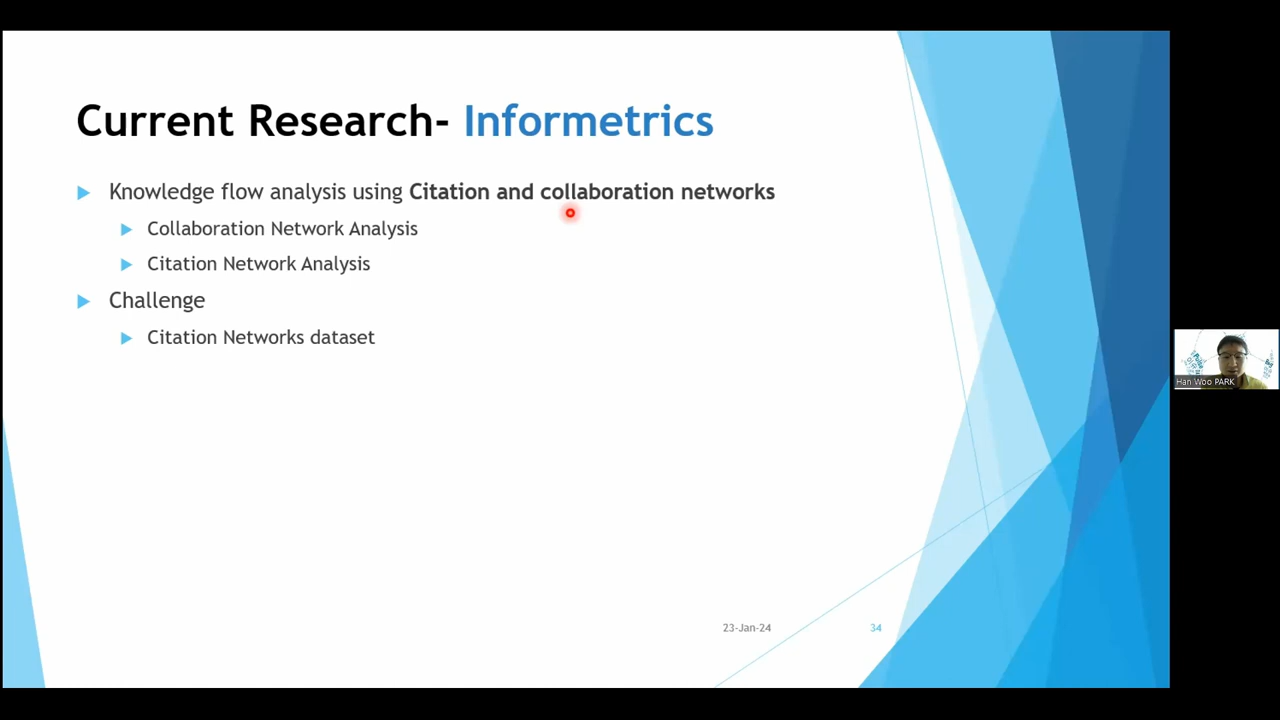 Current Research- Informetrics
Knowledge flow analysis using Citation and collaboration networks
Collaboration Network Analysis
Citation Network Analysis
Challenge
Citation Networks dataset
23-Jan-24
34
Han Woo PARK